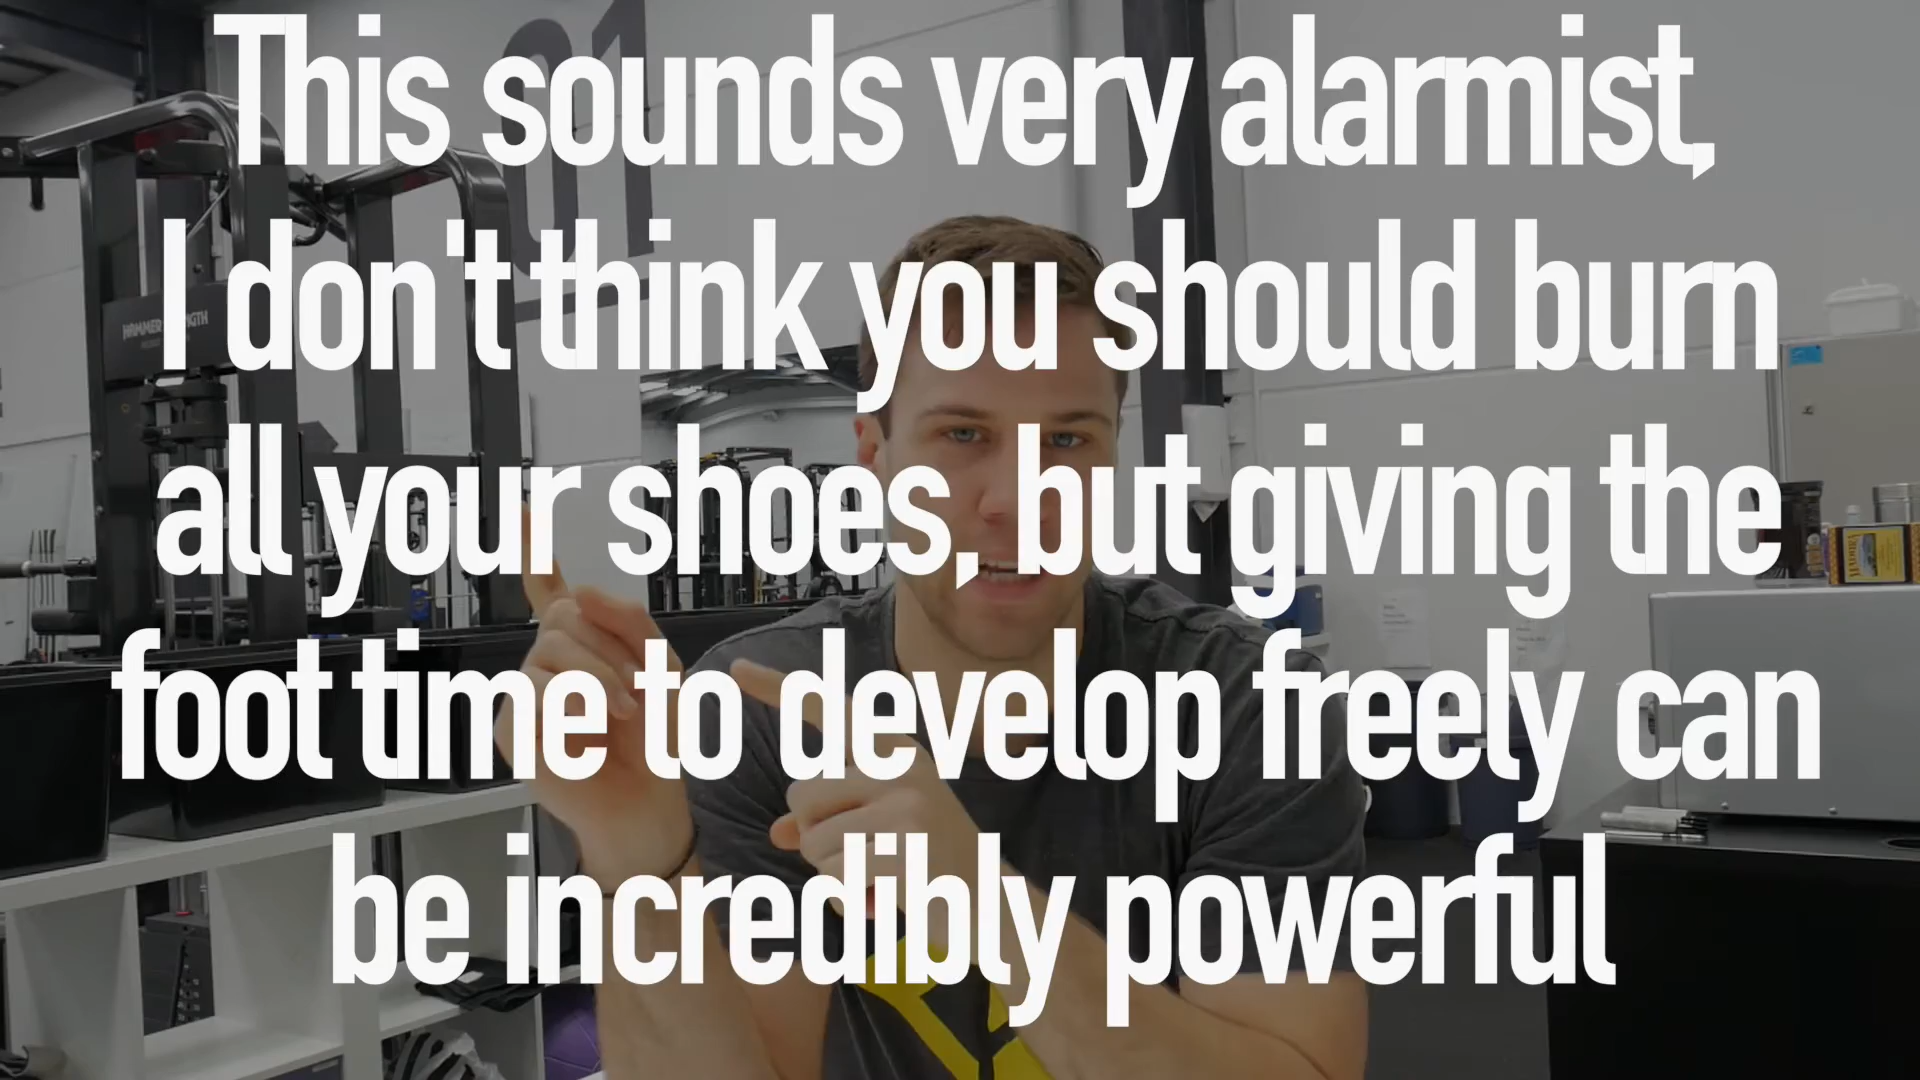 This sounds very alarmist,
I don't think you should burn
all your shoes, but giving the
foot time to develop freely can
be incredibly powerful
01